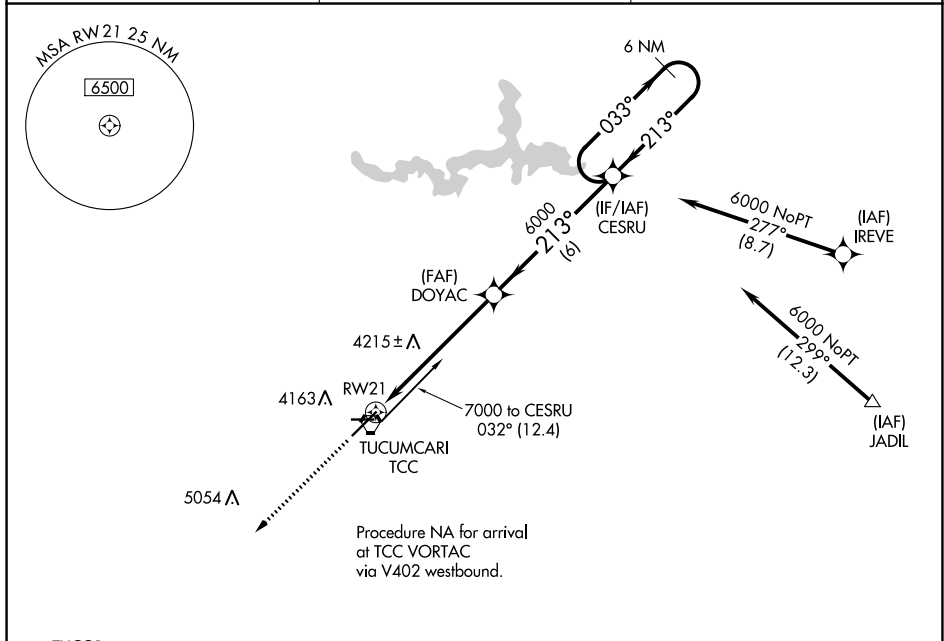 MSA RW21 25 NM
6500
6 NM
033°
213°
(IF/IAF)
CESRU
6000
213°
(6)
6000 NoPT
277°
(8.7)
(IAF)
IREVE
(FAF)
DOYAC
6000 NoPT
299°
(12.3)
(IAF)
JADIL
4215±
4163
RW21
7000 to CESRU
032° (12.4)
TUCUMCARI
TCC
5054
Procedure NA for arrival
at TCC VORTAC
via V402 westbound.